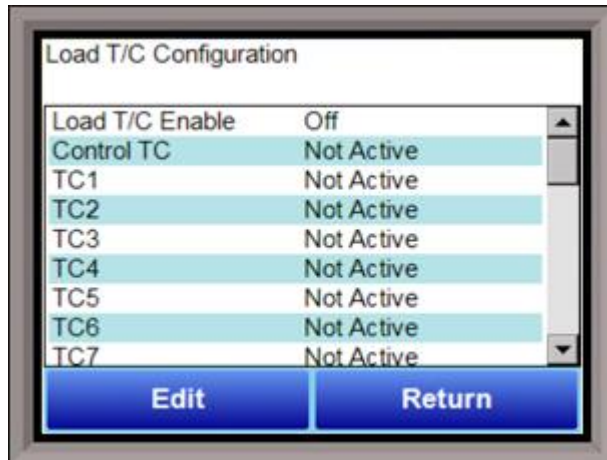 Load T/C Configuration
Load T/C Enable Off
Control TC Not Active
TC1 Not Active
TC2 Not Active
TC3 Not Active
TC4 Not Active
TC5 Not Active
TC6 Not Active
TC7 Not Active
Edit Return